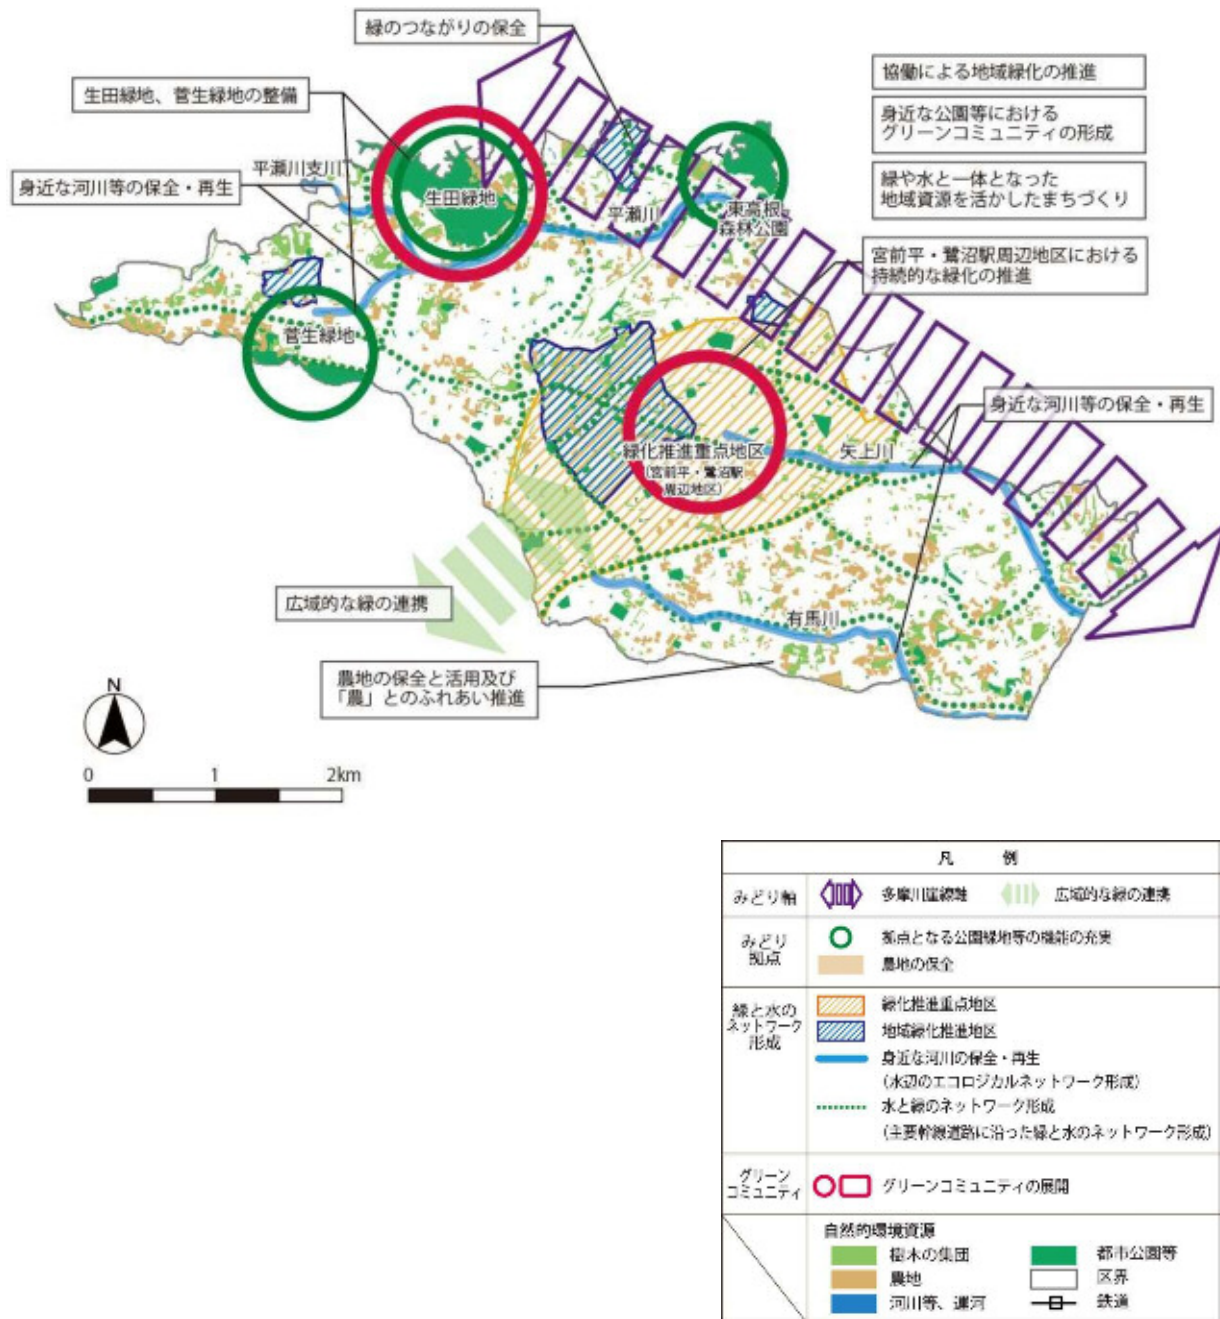 緑のつながりの保全
生田緑地、菅生緑地の整備
身近な河川等の保全・再生
平瀬川支川
生田緑地
平瀬川
東高根
森林公園
菅生緑地
協働による地域緑化の推進
身近な公園等における
グリーンコミュニティの形成
緑や水と一体となった
地域資源を活かしたまちづくり
宮前平・鷺沼駅周辺地区における
持続的な緑化の推進
身近な河川等の保全・再生
緑化推進重点地区
(宮前平・鷺沼駅
周辺地区)
矢上川
広域的な緑の連携
有馬川
農地の保全と活用及び
「農」とのふれあい推進
N
0 1 2km
凡 例
みどり軸
多摩川崖線軸
広域的な緑の連携
みどり
拠点
拠点となる公園緑地等の機能の充実
農地の保全
緑と水の
ネットワーク
形成
緑化推進重点地区
地域緑化推進地区
身近な河川の保全・再生
(水辺のエコロジカルネットワーク形成)
水と緑のネットワーク形成
(主要幹線道路に沿った緑と水のネットワーク形成)
グリーン
コミュニティ
グリーンコミュニティの展開
自然的環境資源
樹木の集団
都市公園等
農地
区界
河川等、運河
鉄道